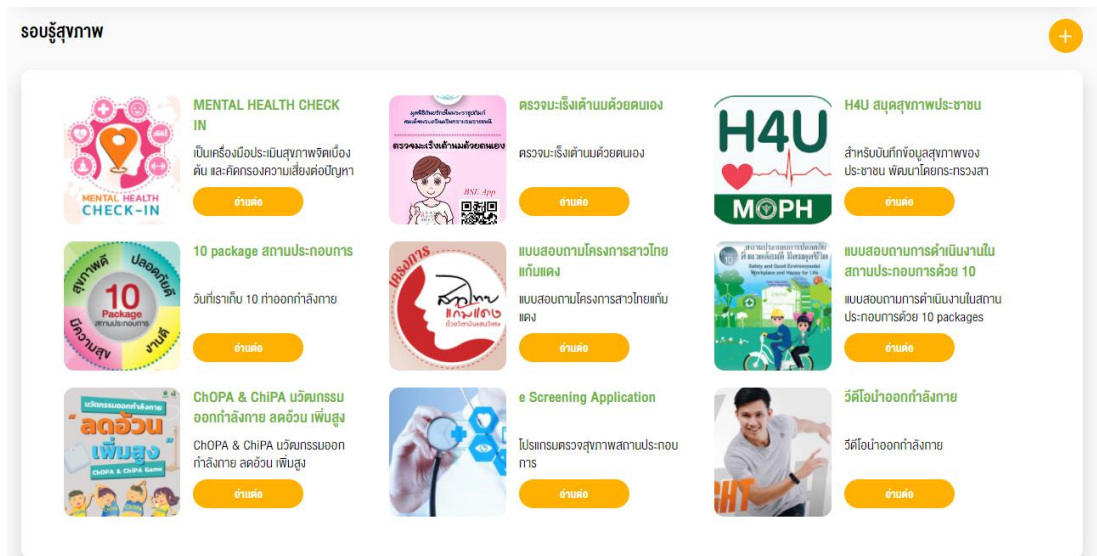 รอบรู้สุขภาพ
+
MENTAL HEALTH
CHECK-IN
MENTAL HEALTH CHECK
IN
เป็นเครื่องมือประเมินสุขภาพจิตเบื้อง
ต้น และคัดกรองความเสี่ยงต่อปัญหา
อ่านต่อ
ตรวจมะเร็งเต้านมด้วยตนเอง
BSE App
ตรวจมะเร็งเต้านมด้วยตนเอง
ตรวจมะเร็งเต้านมด้วยตนเอง
อ่านต่อ
H4U
MOPH
H4U สมุดสุขภาพประชาชน
สำหรับบันทึกข้อมูลสุขภาพของ
ประชาชน พัฒนาโดยกระทรวงสา
อ่านต่อ
สุขภาพดี
ปลอดภัยดี
10
Package
สถานประกอบการ
มีความสุข
งานดี
10 package สถานประกอบการ
วันที่เราเก็บ 10 ท่าออกกำลังกาย
อ่านต่อ
โครงการ
สาวไทย
แก้มแดง
แบบสอบถามโครงการสาวไทย
แก้มแดง
แบบสอบถามโครงการสาวไทยแก้ม
แดง
อ่านต่อ
10
Safety and Good Environmental
Workplace and Happy for Life
แบบสอบถามการดำเนินงานใน
สถานประกอบการด้วย 10
แบบสอบถามการดำเนินงานในสถาน
ประกอบการด้วย 10 packages
อ่านต่อ
นวัตกรรมออกกำลังกาย
"ลดอ้วน
เพิ่มสูง"
ChOPA & ChiPA Game
ChOPA & ChiPA นวัฒกรรม
ออกกำลังกาย ลดอ้วน เพิ่มสูง
ChOPA & ChiPA นวัฒกรรมออก
กำลังกาย ลดอ้วน เพิ่มสูง
อ่านต่อ
e Screening Application
โปรแกรมตรวจสุขภาพสถานประกอบ
การ
อ่านต่อ
วีดีโอนำออกกำลังกาย
วีดีโอนำออกกำลังกาย
อ่านต่อ